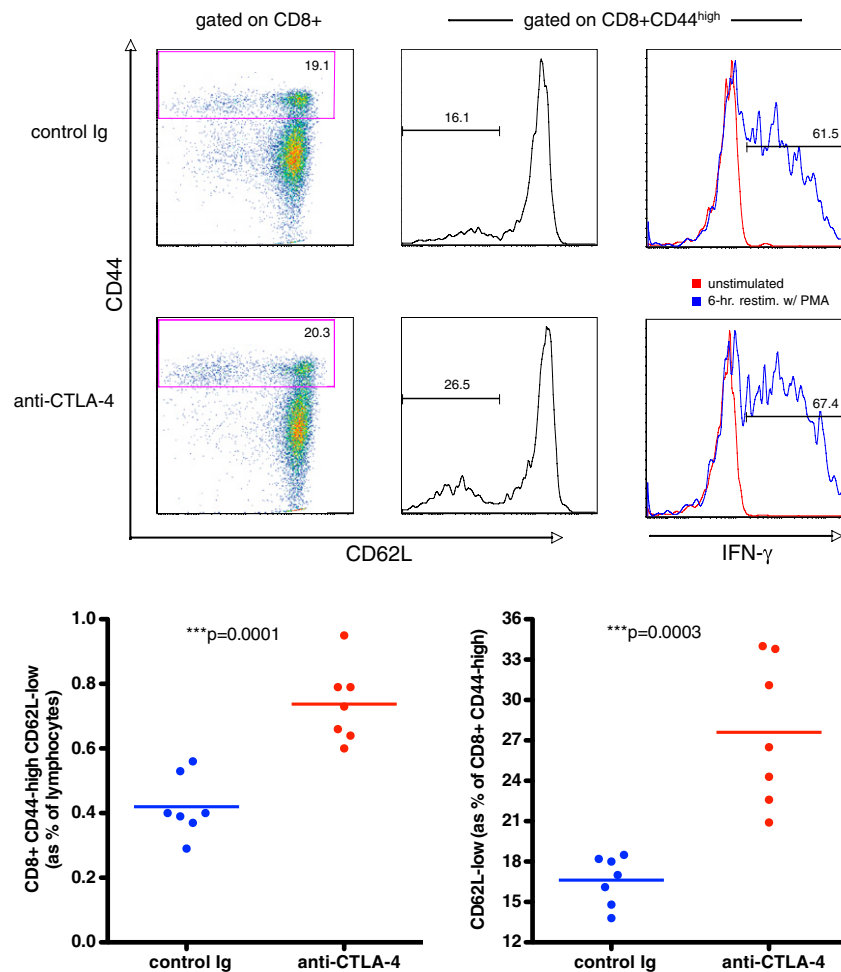 gated on CD8+
gated on CD8+CD44high
control Ig
19.1
16.1
61.5
CD44
unstimulated
6-hr. restim. w/ PMA
anti-CTLA-4
20.3
26.5
67.4
CD62L
IFN-γ
CD8+ CD44-high CD62L-low
(as % of lymphocytes)
1.0
0.8
0.6
0.4
0.2
0.0
***p=0.0001
control Ig
anti-CTLA-4
CD62L-low (as % of CD8+ CD44-high)
36
33
30
27
24
21
18
15
12
***p=0.0003
control Ig
anti-CTLA-4